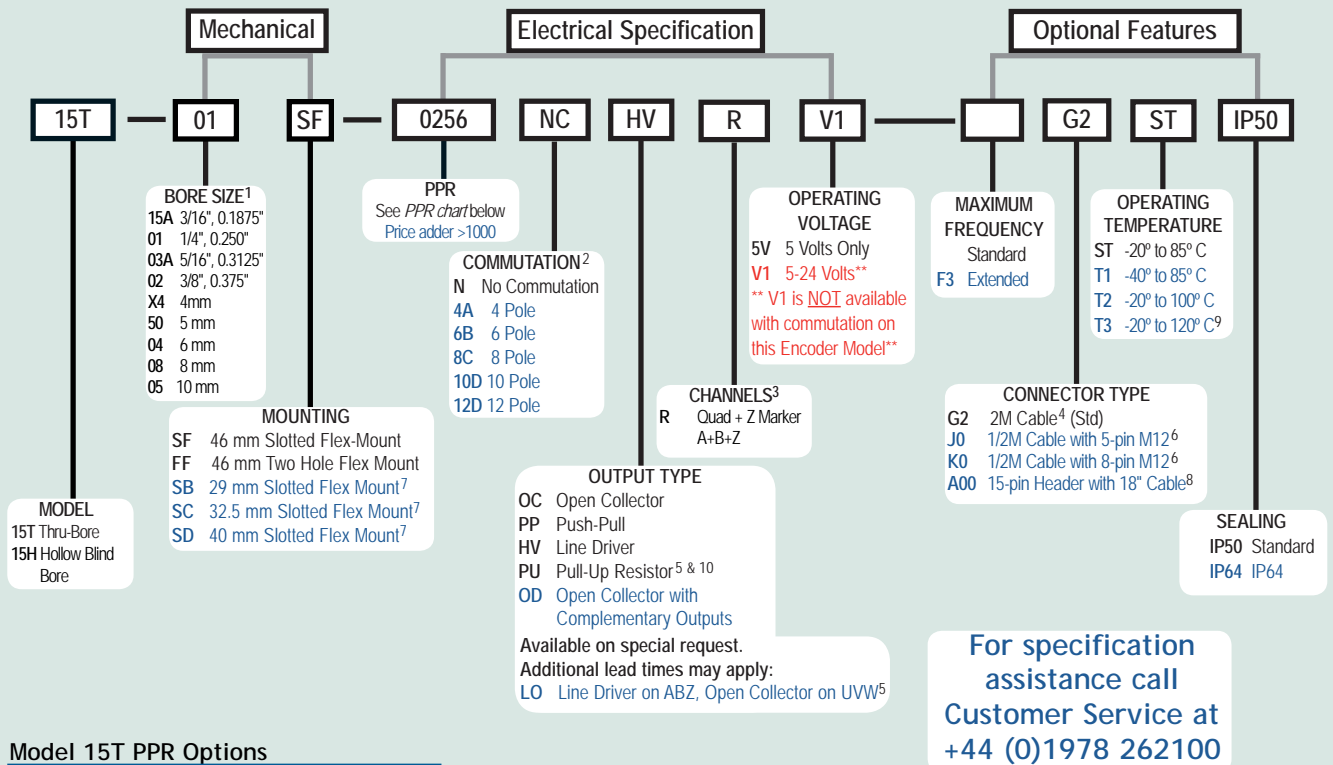 Mechanical
Electrical Specification
Optional Features
15T
01
SF
0256
NC
HV
R
V1
G2
ST
IP50
MODEL
15T Thru-Bore
15H Hollow Blind
Bore
BORE SIZE1
15A 3/16", 0.1875"
01 1/4", 0.250"
03A 5/16", 0.3125"
02 3/8", 0.375"
X4 4mm
50 5 mm
04 6 mm
08 8 mm
05 10 mm
MOUNTING
SF 46 mm Slotted Flex-Mount
FF 46 mm Two Hole Flex Mount
SB 29 mm Slotted Flex Mount7
SC 32.5 mm Slotted Flex Mount7
SD 40 mm Slotted Flex Mount7
PPR
See PPR chart below
Price adder >1000
COMMUTATION2
N No Commutation
4A 4 Pole
6B 6 Pole
8C 8 Pole
10D 10 Pole
12D 12 Pole
OUTPUT TYPE
OC Open Collector
PP Push-Pull
HV Line Driver
PU Pull-Up Resistor5 & 10
OD Open Collector with
Complementary Outputs
Available on special request.
Additional lead times may apply:
LO Line Driver on ABZ, Open Collector on UVW5
CHANNELS3
R Quad + Z Marker
A+B+Z
OPERATING
VOLTAGE
5V 5 Volts Only
V1 5-24 Volts**
** V1 is NOT available
with commutation on
this Encoder Model**
MAXIMUM
FREQUENCY
Standard
F3 Extended
CONNECTOR TYPE
G2 2M Cable4 (Std)
J0 1/2M Cable with 5-pin M126
K0 1/2M Cable with 8-pin M126
A00 15-pin Header with 18" Cable8
OPERATING
TEMPERATURE
ST -20º to 85º C
T1 -40º to 85º C
T2 -20º to 100º C
T3 -20º to 120º C9
SEALING
IP50 Standard
IP64 IP64
For specification
assistance call
Customer Service at
+44 (0)1978 262100
Model 15T PPR Options